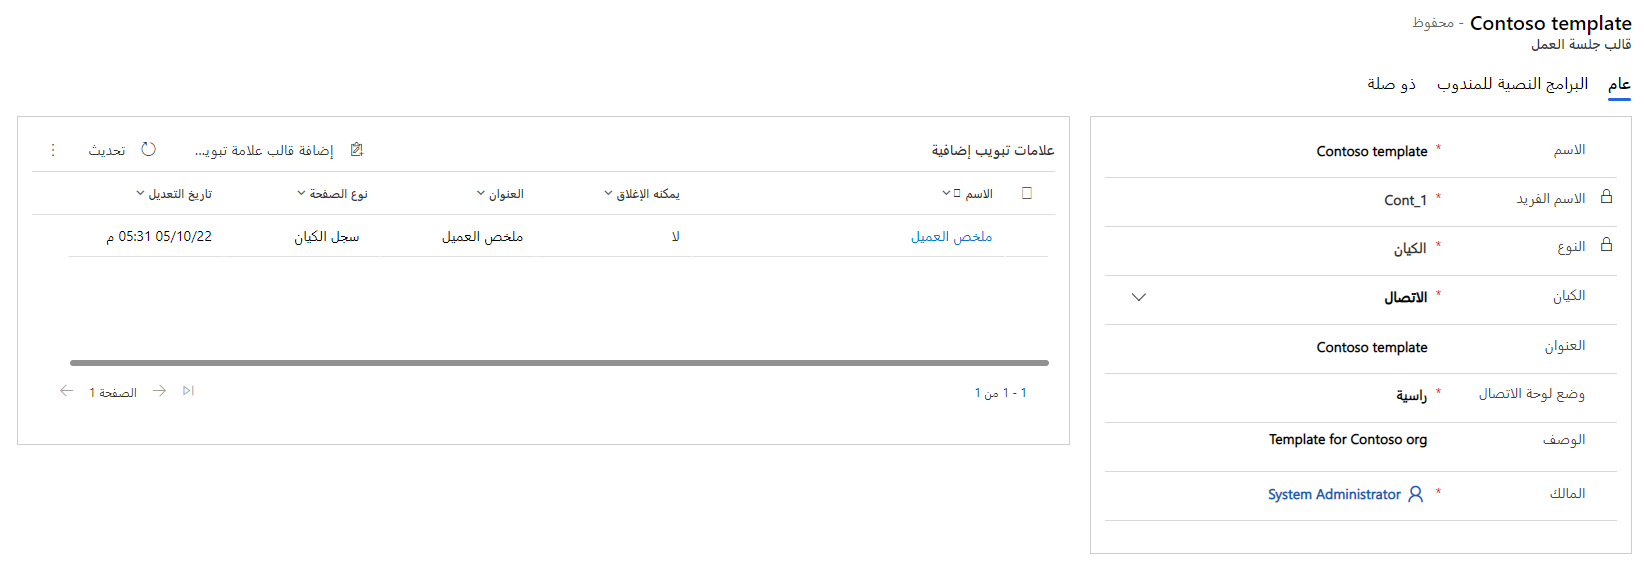 Contoso template - محفوظ
قالب جلسة العمل
عام البرامج النصية للمندوب ذو صلة
الاسم * Contoso template
الاسم الفريد * Cont_1
النوع * الكيان
الكيان * الاتصال
العنوان Contoso template
وضع لوحة الاتصال * راسية
الوصف Template for Contoso org
المالك * System Administrator
علامات تبويب إضافية إضافة قالب علامة تبويـ... تحديث
الاسم يمكنه الإغلاق العنوان نوع الصفحة تاريخ التعديل
ملخص العميل لا ملخص العميل سجل الكيان 05/10/22 05:31 م
1 - 1 من 1 الصفحة 1